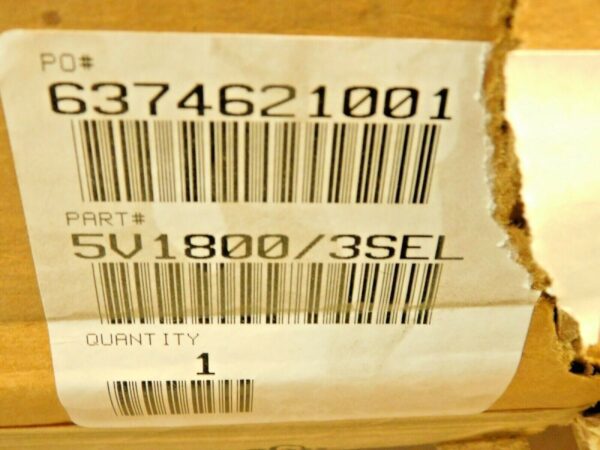 PO#
6374621001
PART#
5V1800/3SEL
QUANTITY
1